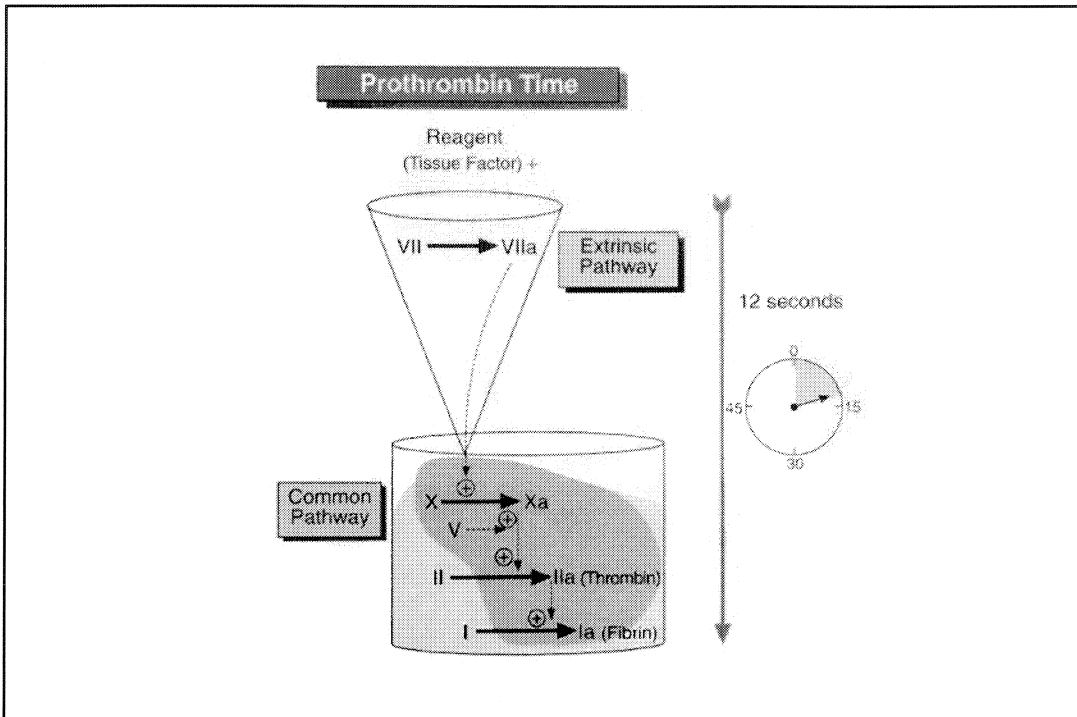 Prothrombin Time
Reagent
(Tissue Factor) +
VII VIIa
Extrinsic
Pathway
12 seconds
0
45 15
30
Common
Pathway
X Xa
V
II IIa (Thrombin)
I Ia (Fibrin)